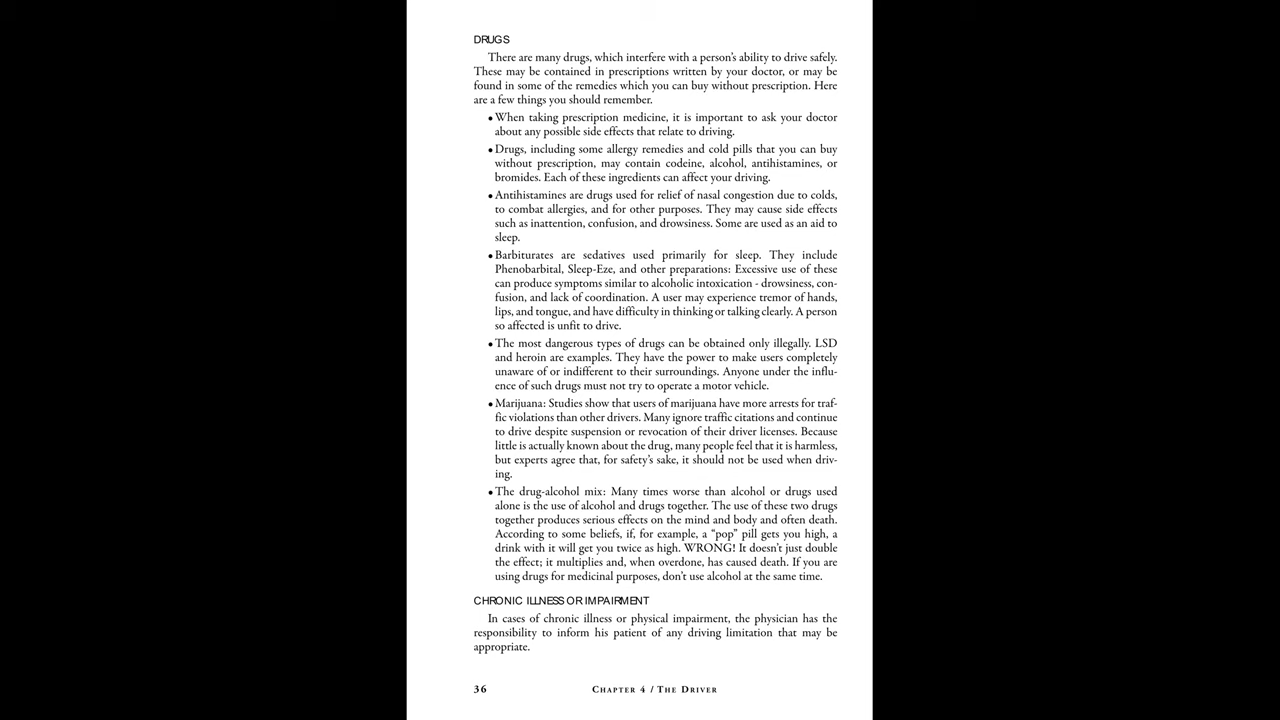 DRUGS
There are many drugs, which interfere with a person's ability to drive safely.
These may be contained in prescriptions written by your doctor, or may be
found in some of the remedies which you can buy without prescription. Here
are a few things you should remember.
• When taking prescription medicine, it is important to ask your doctor
about any possible side effects that relate to driving.
• Drugs, including some allergy remedies and cold pills that you can buy
without prescription, may contain codeine, alcohol, antihistamines, or
bromides. Each of these ingredients can affect your driving.
• Antihistamines are drugs used for relief of nasal congestion due to colds,
to combat allergies, and for other purposes. They may cause side effects
such as inattention, confusion, and drowsiness. Some are used as an aid to
sleep.
• Barbiturates are sedatives used primarily for sleep. They include
Phenobarbital, Sleep-Eze, and other preparations: Excessive use of these
can produce symptoms similar to alcoholic intoxication - drowsiness, con-
fusion, and lack of coordination. A user may experience tremor of hands,
lips, and tongue, and have difficulty in thinking or talking clearly. A person
so affected is unfit to drive.
• The most dangerous types of drugs can be obtained only illegally. LSD
and heroin are examples. They have the power to make users completely
unaware of or indifferent to their surroundings. Anyone under the influ-
ence of such drugs must not try to operate a motor vehicle.
• Marijuana: Studies show that users of marijuana have more arrests for traf-
fic violations than other drivers. Many ignore traffic citations and continue
to drive despite suspension or revocation of their driver licenses. Because
little is actually known about the drug, many people feel that it is harmless,
but experts agree that, for safety's sake, it should not be used when driv-
ing.
• The drug-alcohol mix: Many times worse than alcohol or drugs used
alone is the use of alcohol and drugs together. The use of these two drugs
together produces serious effects on the mind and body and often death.
According to some beliefs, if, for example, a “pop” pill gets you high, a
drink with it will get you twice as high. WRONG! It doesn't just double
the effect; it multiplies and, when overdone, has caused death. If you are
using drugs for medicinal purposes, don't use alcohol at the same time.
CHRONIC ILLNESS OR IMPAIRMENT
In cases of chronic illness or physical impairment, the physician has the
responsibility to inform his patient of any driving limitation that may be
appropriate.
36 CHAPTER 4 / THE DRIVER